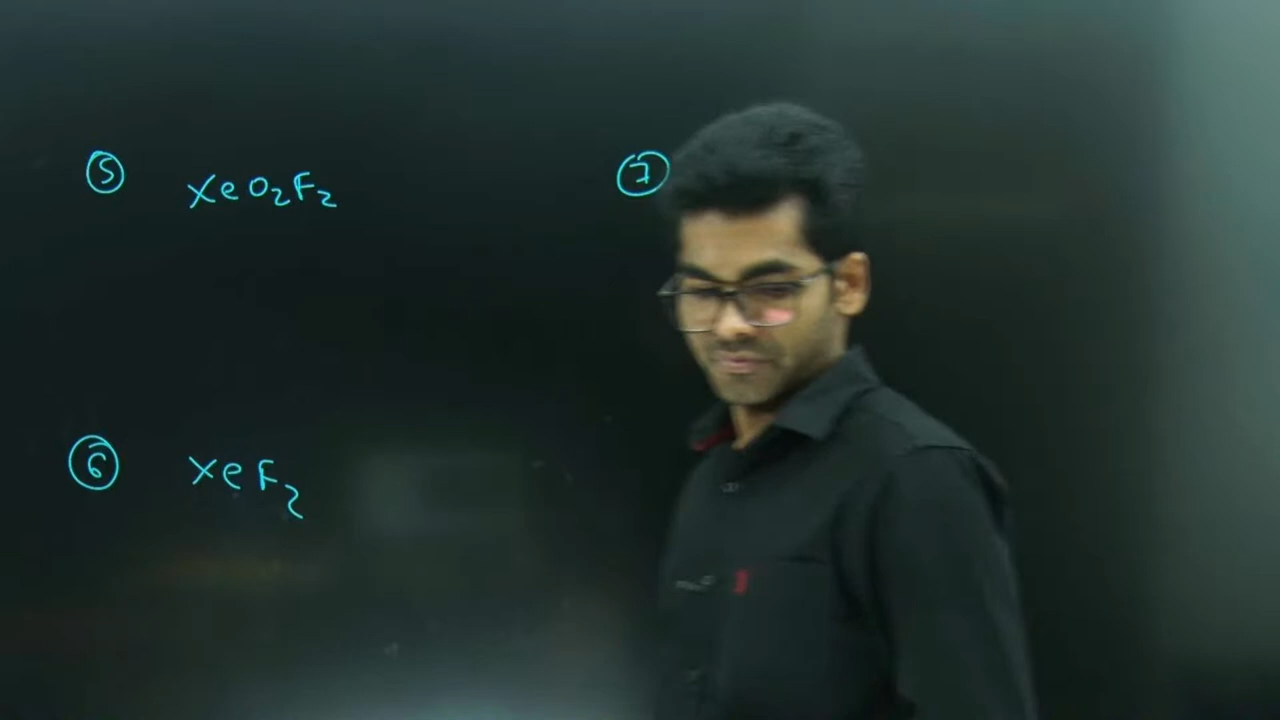 ⑤ XeO₂F₂
⑦
⑥ XeF₂